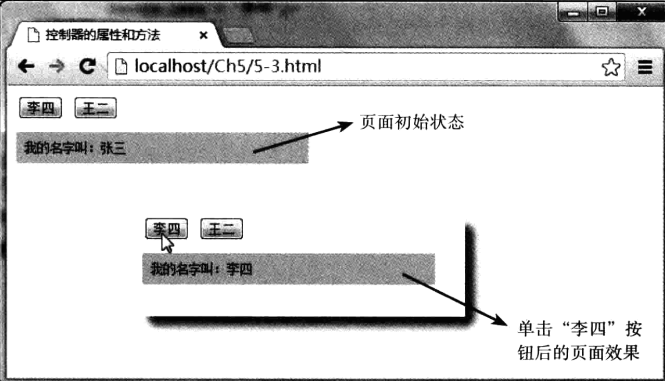 控制器的属性和方法
localhost/Ch5/5-3.html
李四 王二
我的名字叫：张三
页面初始状态
李四 王二
我的名字叫：李四
单击“李四”按
钮后的页面效果